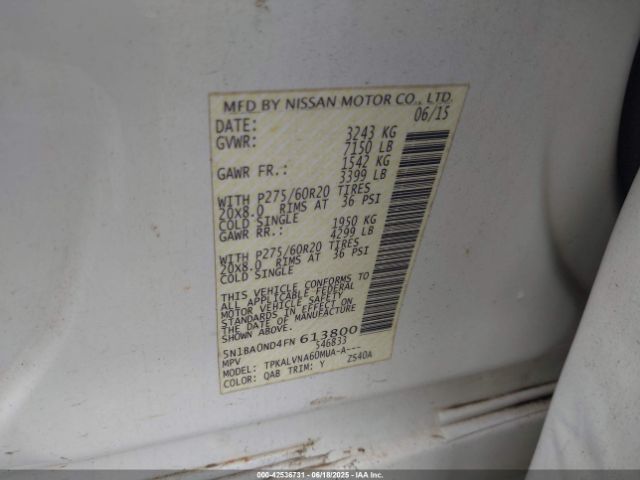 MFD BY NISSAN MOTOR CO., LTD.
DATE: 06/15
GVWR: 3243 KG
7150 LB
GAWR FR.: 1542 KG
3399 LB
WITH P275/60R20 TIRES
20x8.0 RIMS AT 36 PSI
COLD SINGLE
GAWR RR.: 1950 KG
4299 LB
WITH P275/60R20 TIRES
20x8.0 RIMS AT 36 PSI
COLD SINGLE
THIS VEHICLE CONFORMS TO
ALL APPLICABLE FEDERAL
MOTOR VEHICLE SAFETY
STANDARDS IN EFFECT ON
THE DATE OF MANUFACTURE
SHOWN ABOVE.
5N1BA0ND4FN 613800
MPV 546833
MODEL: TPKALVNA60MUA-A---
COLOR: QAB TRIM: Y Z540A
000-42536731 - 06/18/2025 - IAA Inc.